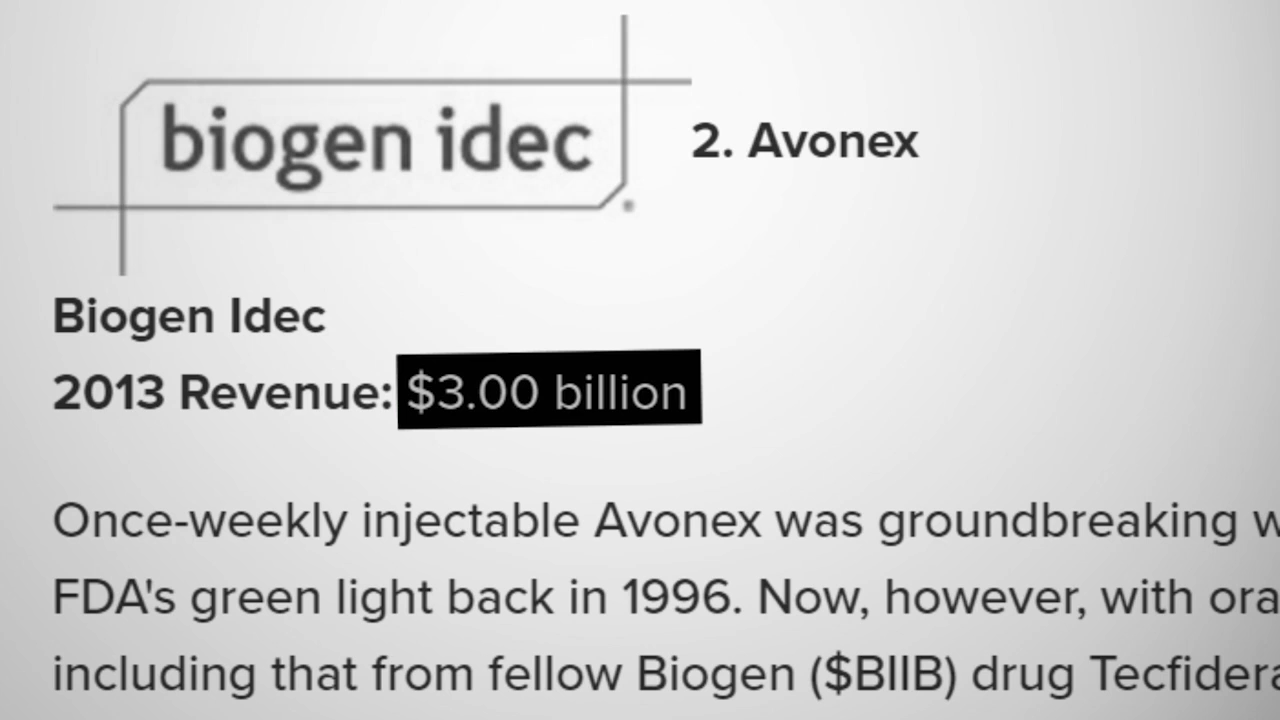 biogen idec
2. Avonex
Biogen Idec
2013 Revenue: $3.00 billion
Once-weekly injectable Avonex was groundbreaking
FDA's green light back in 1996. Now, however, with
including that from fellow Biogen ($BIIB) drug Tecfidera